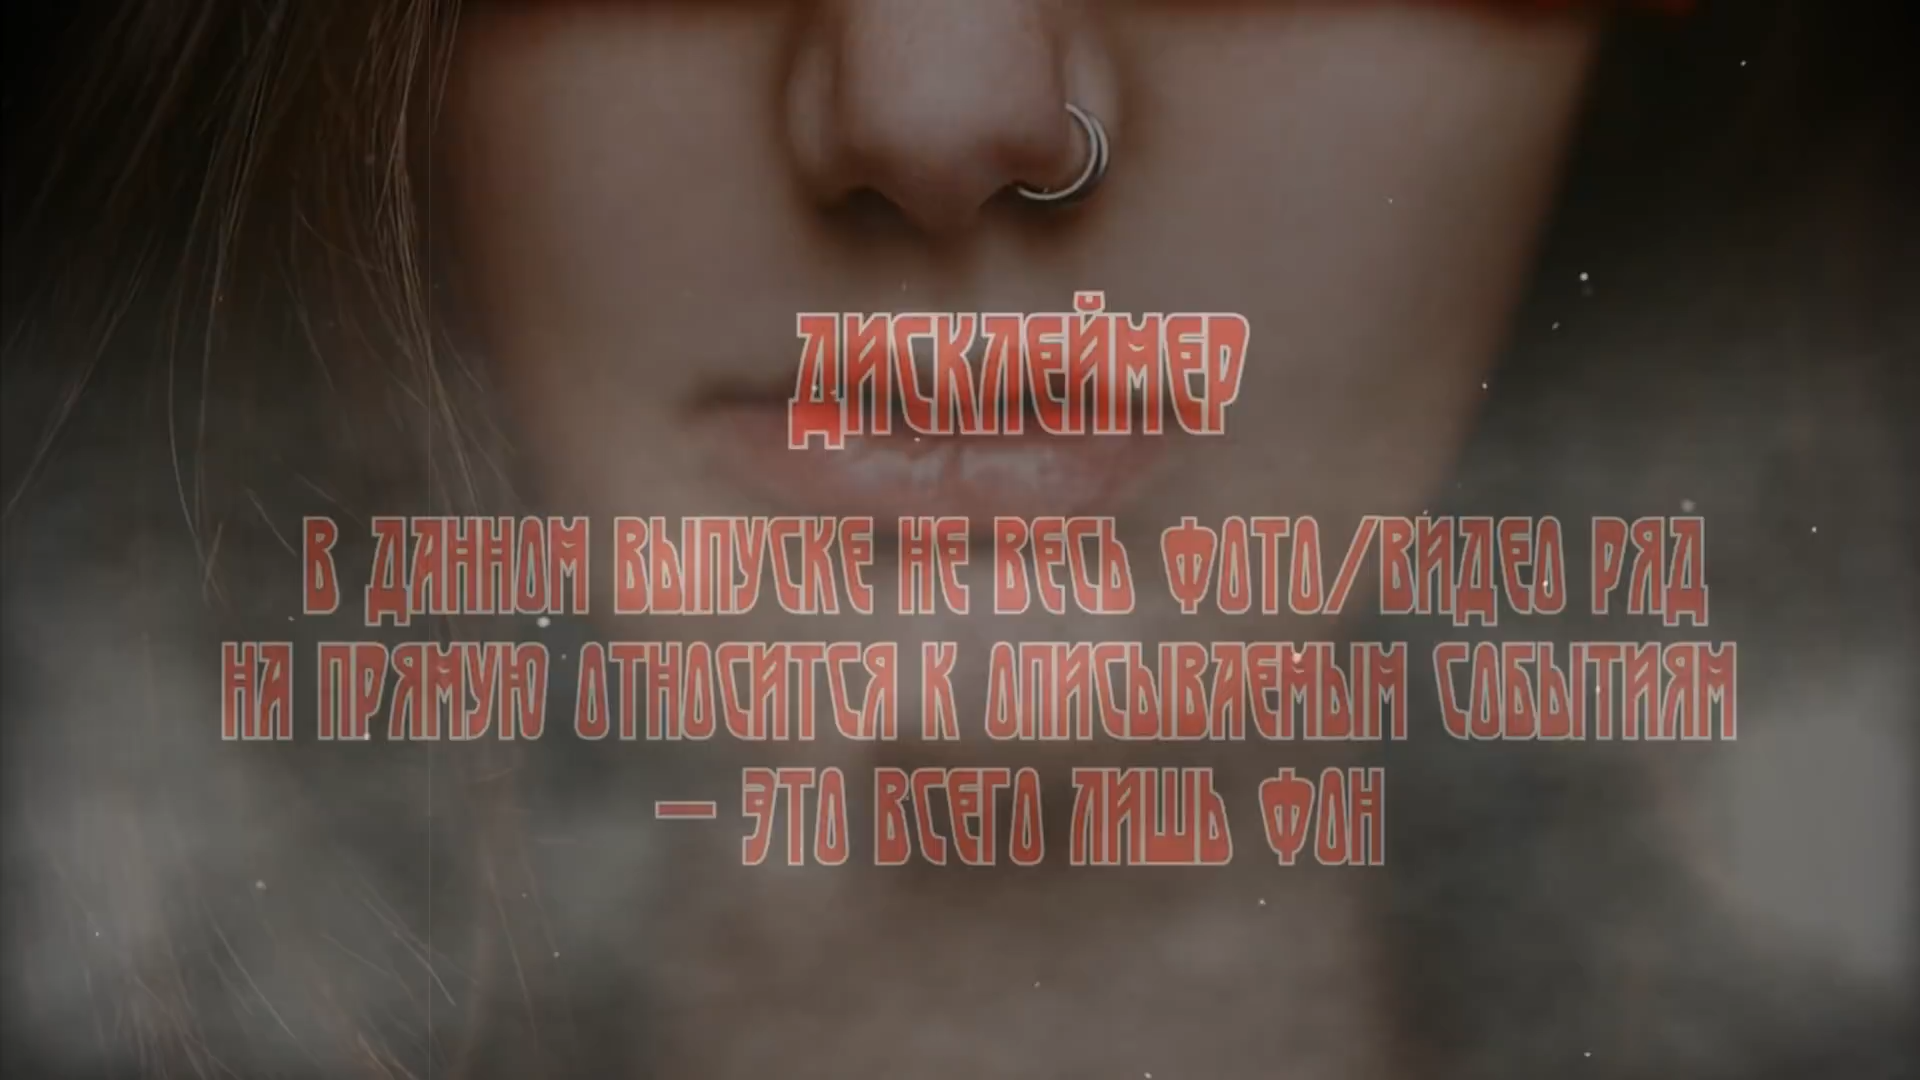 ДИСКЛЕЙМЕР
В ДАННОМ ВЫПУСКЕ НЕ ВЕСЬ ФОТО/ВИДЕО РЯД
НА ПРЯМУЮ ОТНОСИТСЯ К ОПИСЫВАЕМЫМ СОБЫТИЯМ
— ЭТО ВСЕГО ЛИШЬ ФОН